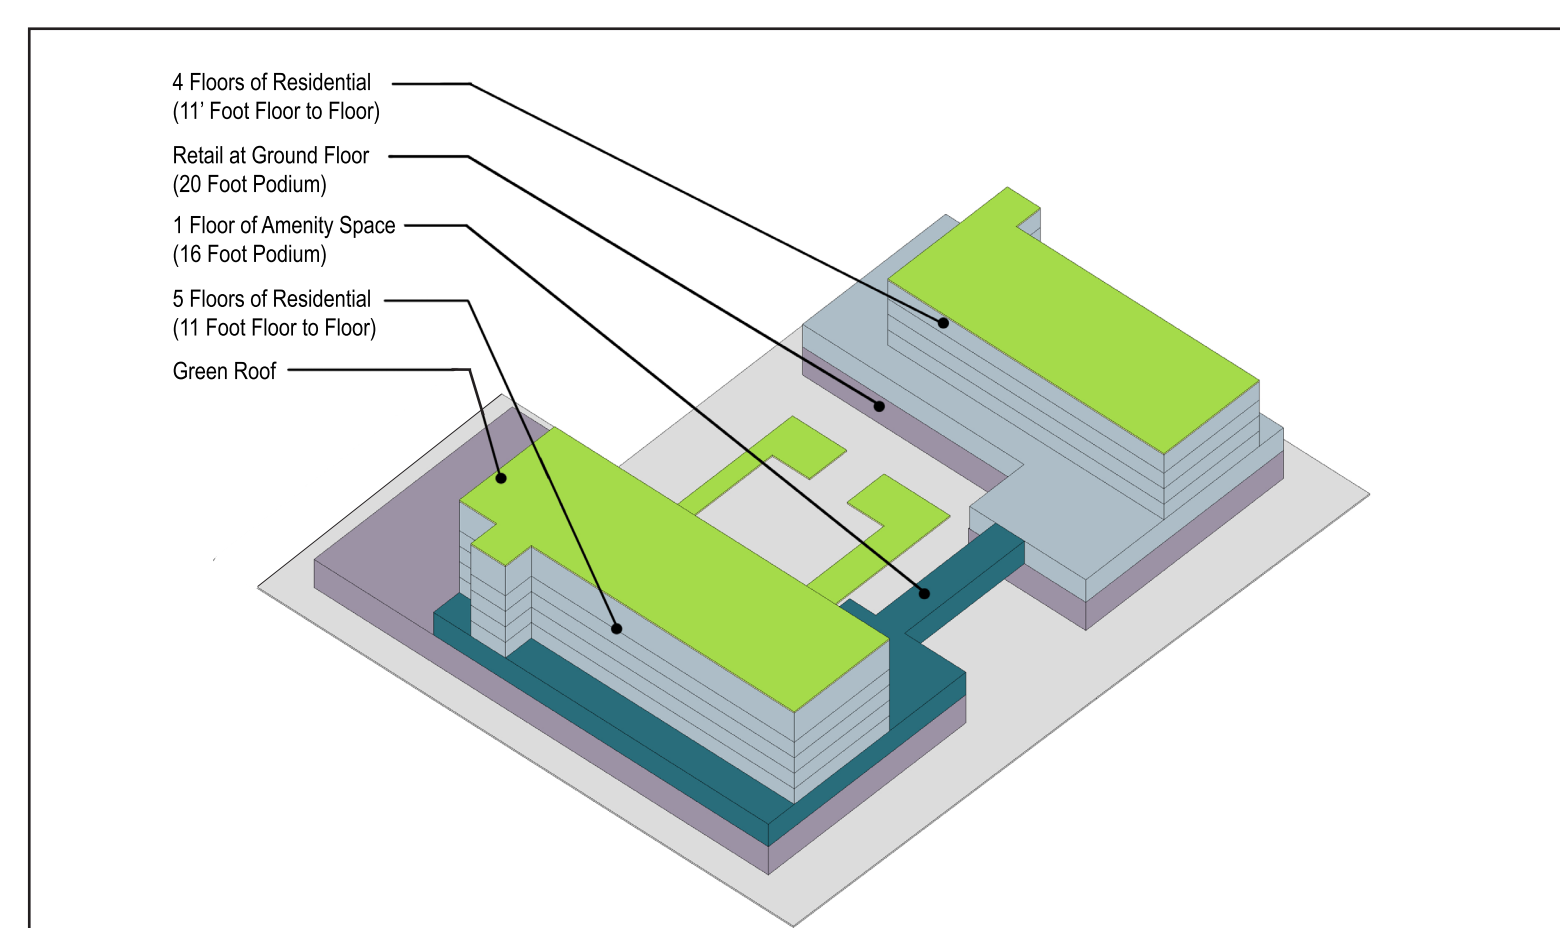 4 Floors of Residential
(11’ Foot Floor to Floor)
Retail at Ground Floor
(20 Foot Podium)
1 Floor of Amenity Space
(16 Foot Podium)
5 Floors of Residential
(11 Foot Floor to Floor)
Green Roof